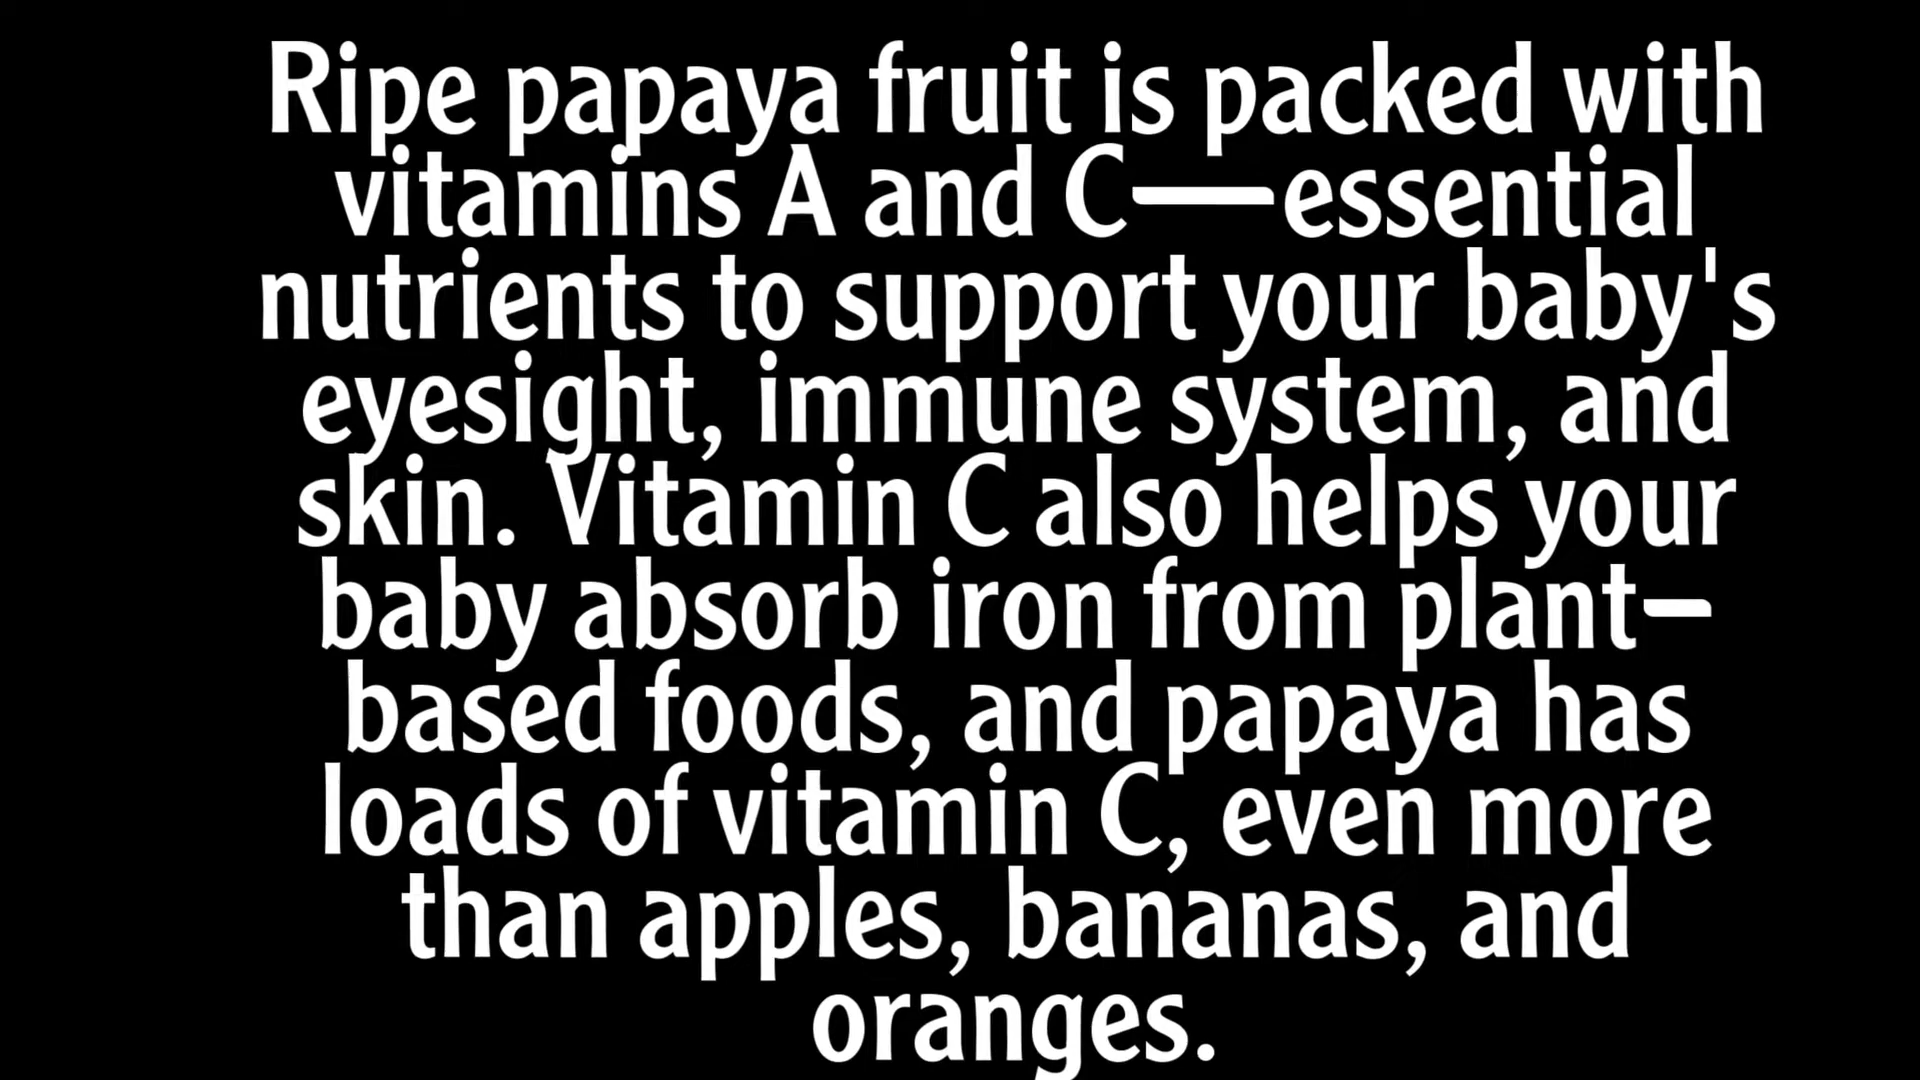 Ripe papaya fruit is packed with
vitamins A and C—essential
nutrients to support your baby's
eyesight, immune system, and
skin. Vitamin C also helps your
baby absorb iron from plant-
based foods, and papaya has
loads of vitamin C, even more
than apples, bananas, and
oranges.